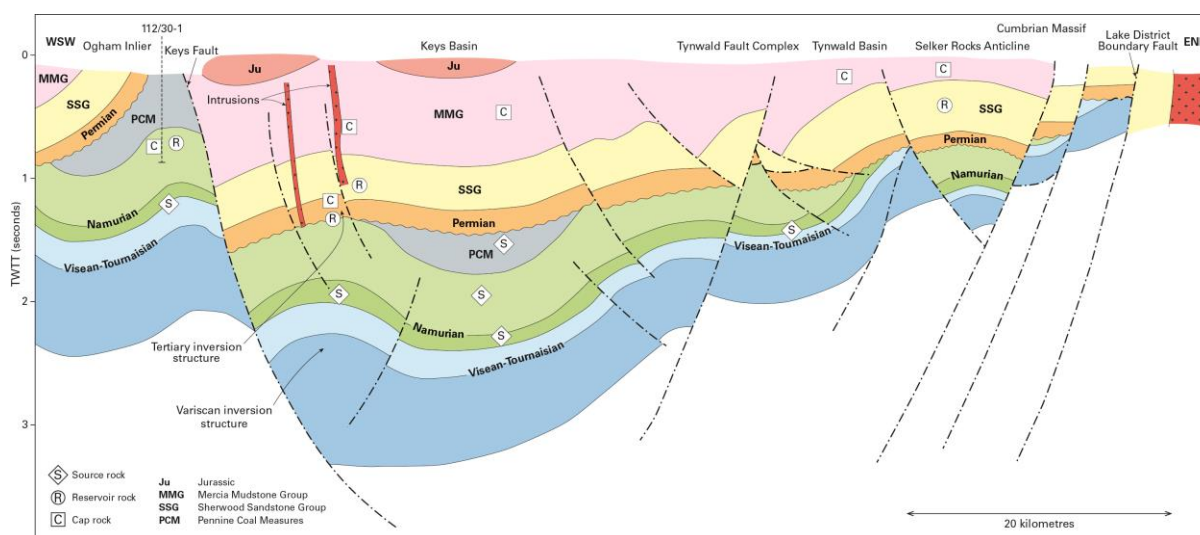 112/30-1
WSW
Ogham Inlier
Keys Fault
Keys Basin
Tynwald Fault Complex
Tynwald Basin
Selker Rocks Anticline
Cumbrian Massif
Lake District
Boundary Fault
EN
0
1
2
3
TWTT (seconds)
MMG
SSG
Permian
PCM
C
R
Namurian
S
Visean-Tournaisian
Ju
Intrusions
Ju
MMG
C
C
SSG
R
C
R
Permian
PCM
S
S
S
Namurian
S
Visean-Tournaisian
Tertiary inversion
structure
Variscan inversion
structure
C
C
R
SSG
Permian
Namurian
S
Visean-Tournaisian
S Source rock
R Reservoir rock
C Cap rock
Ju Jurassic
MMG Mercia Mudstone Group
SSG Sherwood Sandstone Group
PCM Pennine Coal Measures
20 kilometres